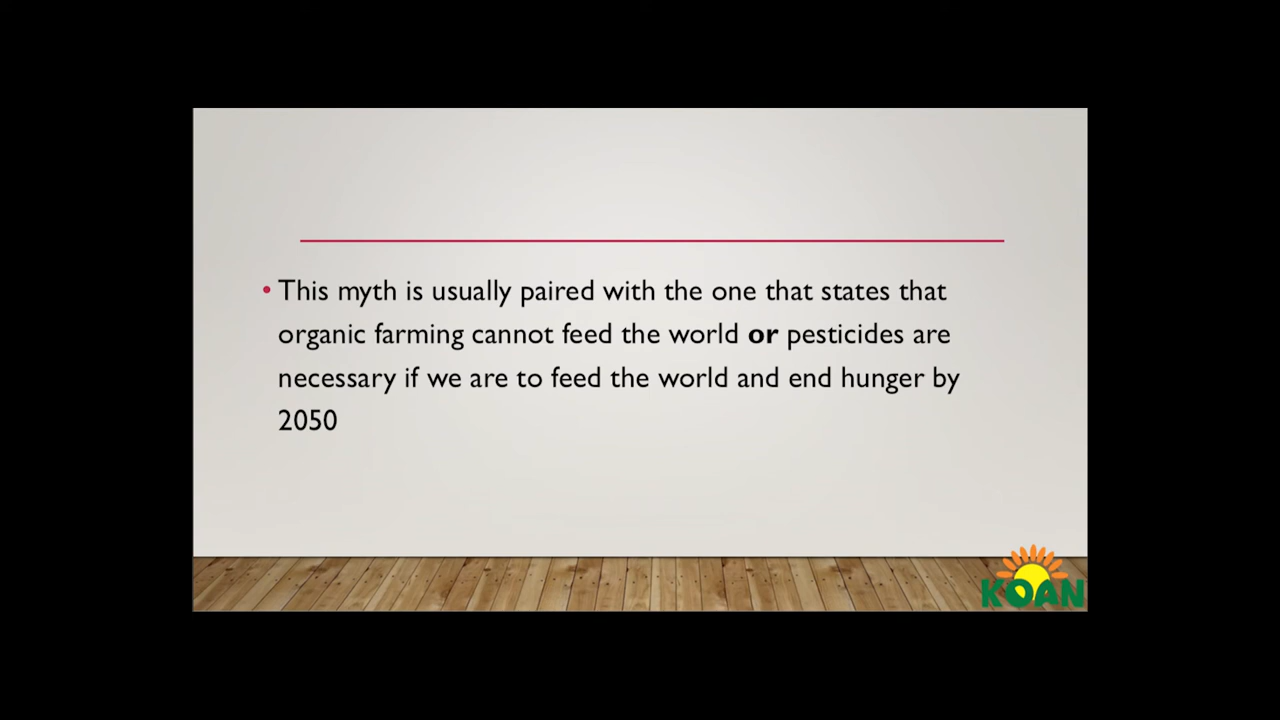 • This myth is usually paired with the one that states that
organic farming cannot feed the world or pesticides are
necessary if we are to feed the world and end hunger by
2050
KOAN